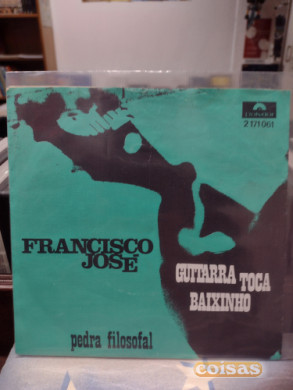 Polydor
2 171 061
FRANCISCO
JOSÉ
GUITARRA TOCA
BAIXINHO
pedra filosofal
coisas